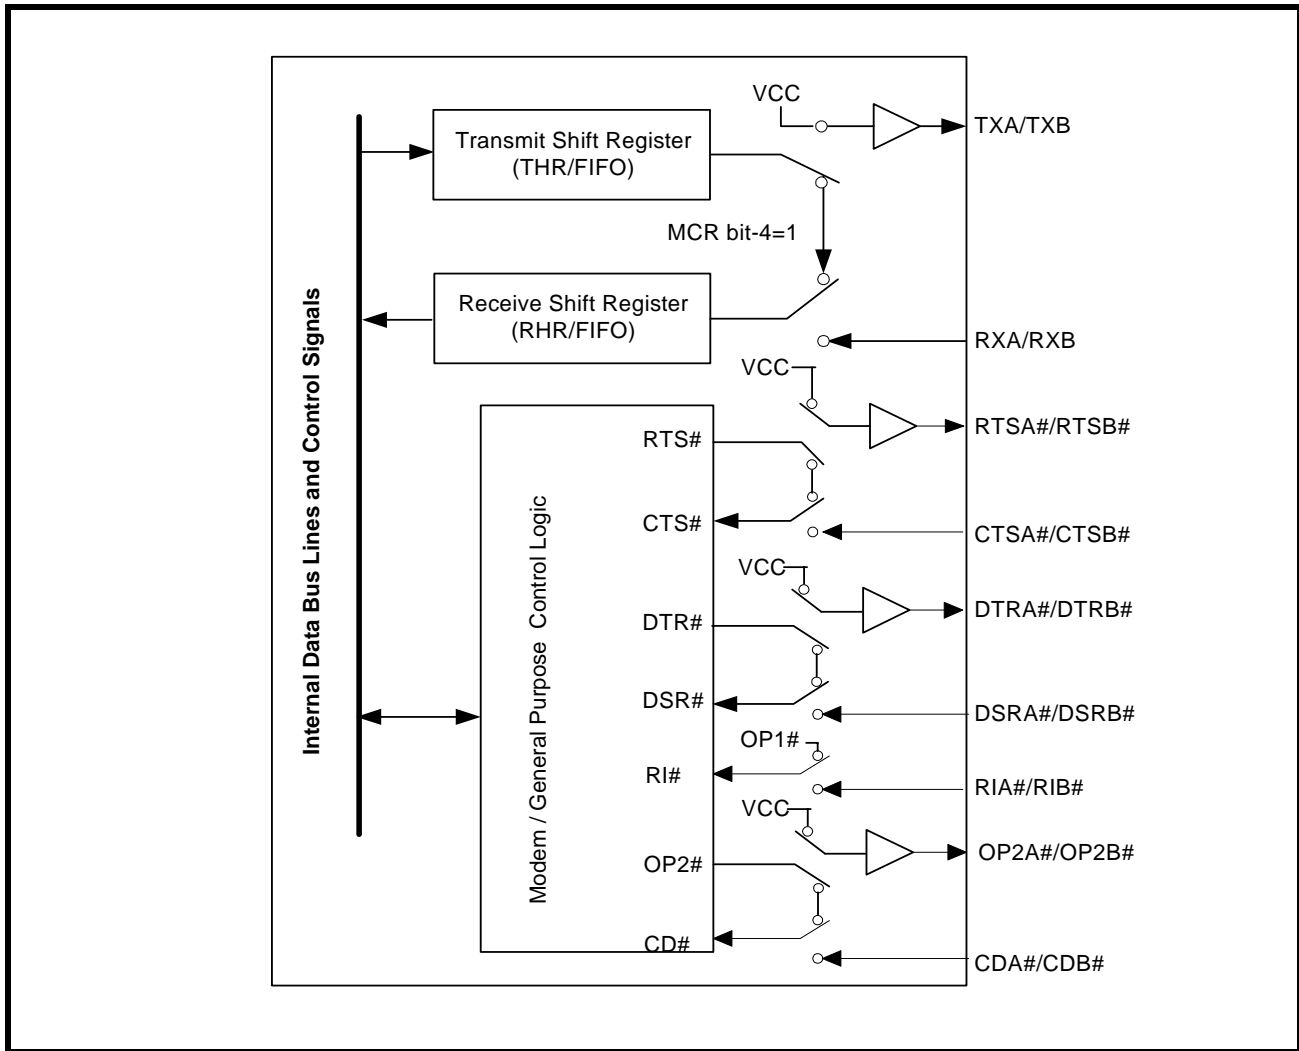 VCC
TXA/TXB
Transmit Shift Register
(THR/FIFO)
MCR bit-4=1
Receive Shift Register
(RHR/FIFO)
RXA/RXB
VCC
RTSA#/RTSB#
RTS#
CTS#
CTSA#/CTSB#
VCC
DTRA#/DTRB#
DTR#
DSR#
DSRA#/DSRB#
OP1#
RI#
RIA#/RIB#
VCC
OP2A#/OP2B#
OP2#
CD#
CDA#/CDB#
Internal Data Bus Lines and Control Signals
Modem / General Purpose Control Logic